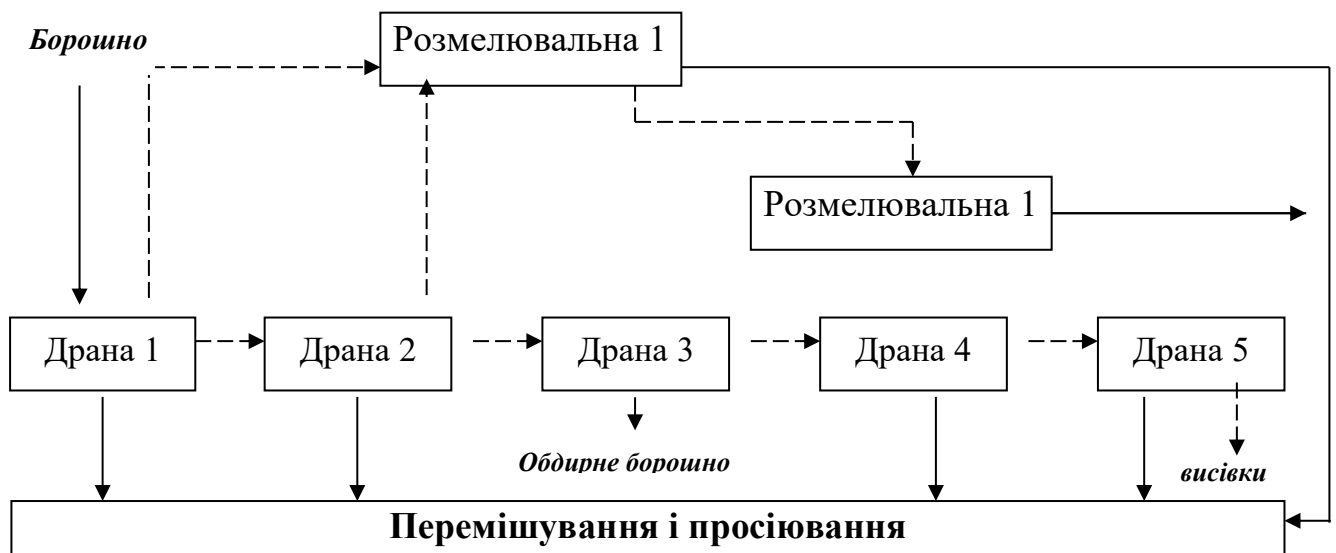 Борошно
Розмелювальна 1
Розмелювальна 1
Драна 1
Драна 2
Драна 3
Драна 4
Драна 5
Обдирне борошно
висівки
Перемішування і просіювання